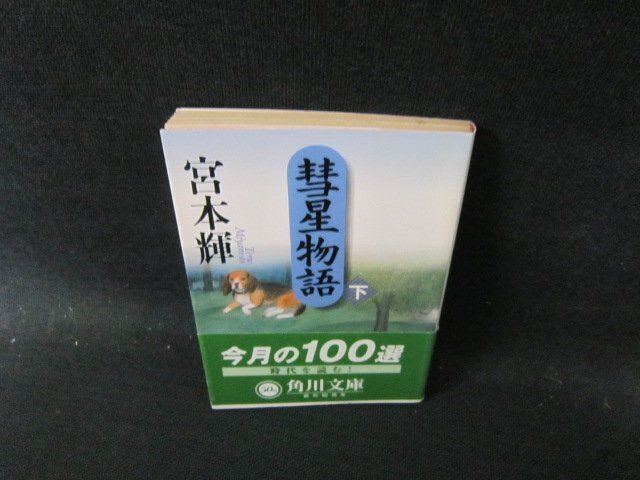 彗星物語
下
宮本輝
Teru Miyamoto
今月の100選
時代を読む!
角川文庫